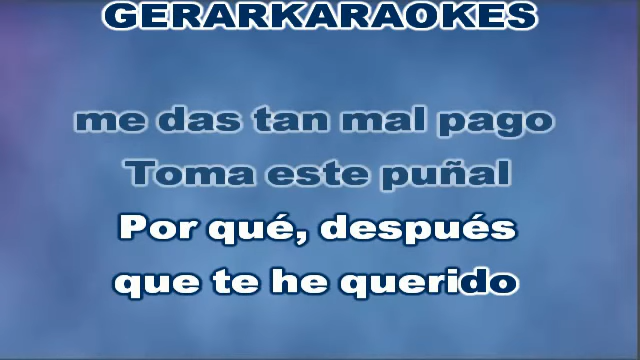 GERARKARAOKES
me das tan mal pago
Toma este puñal
Por qué, después
que te he querido